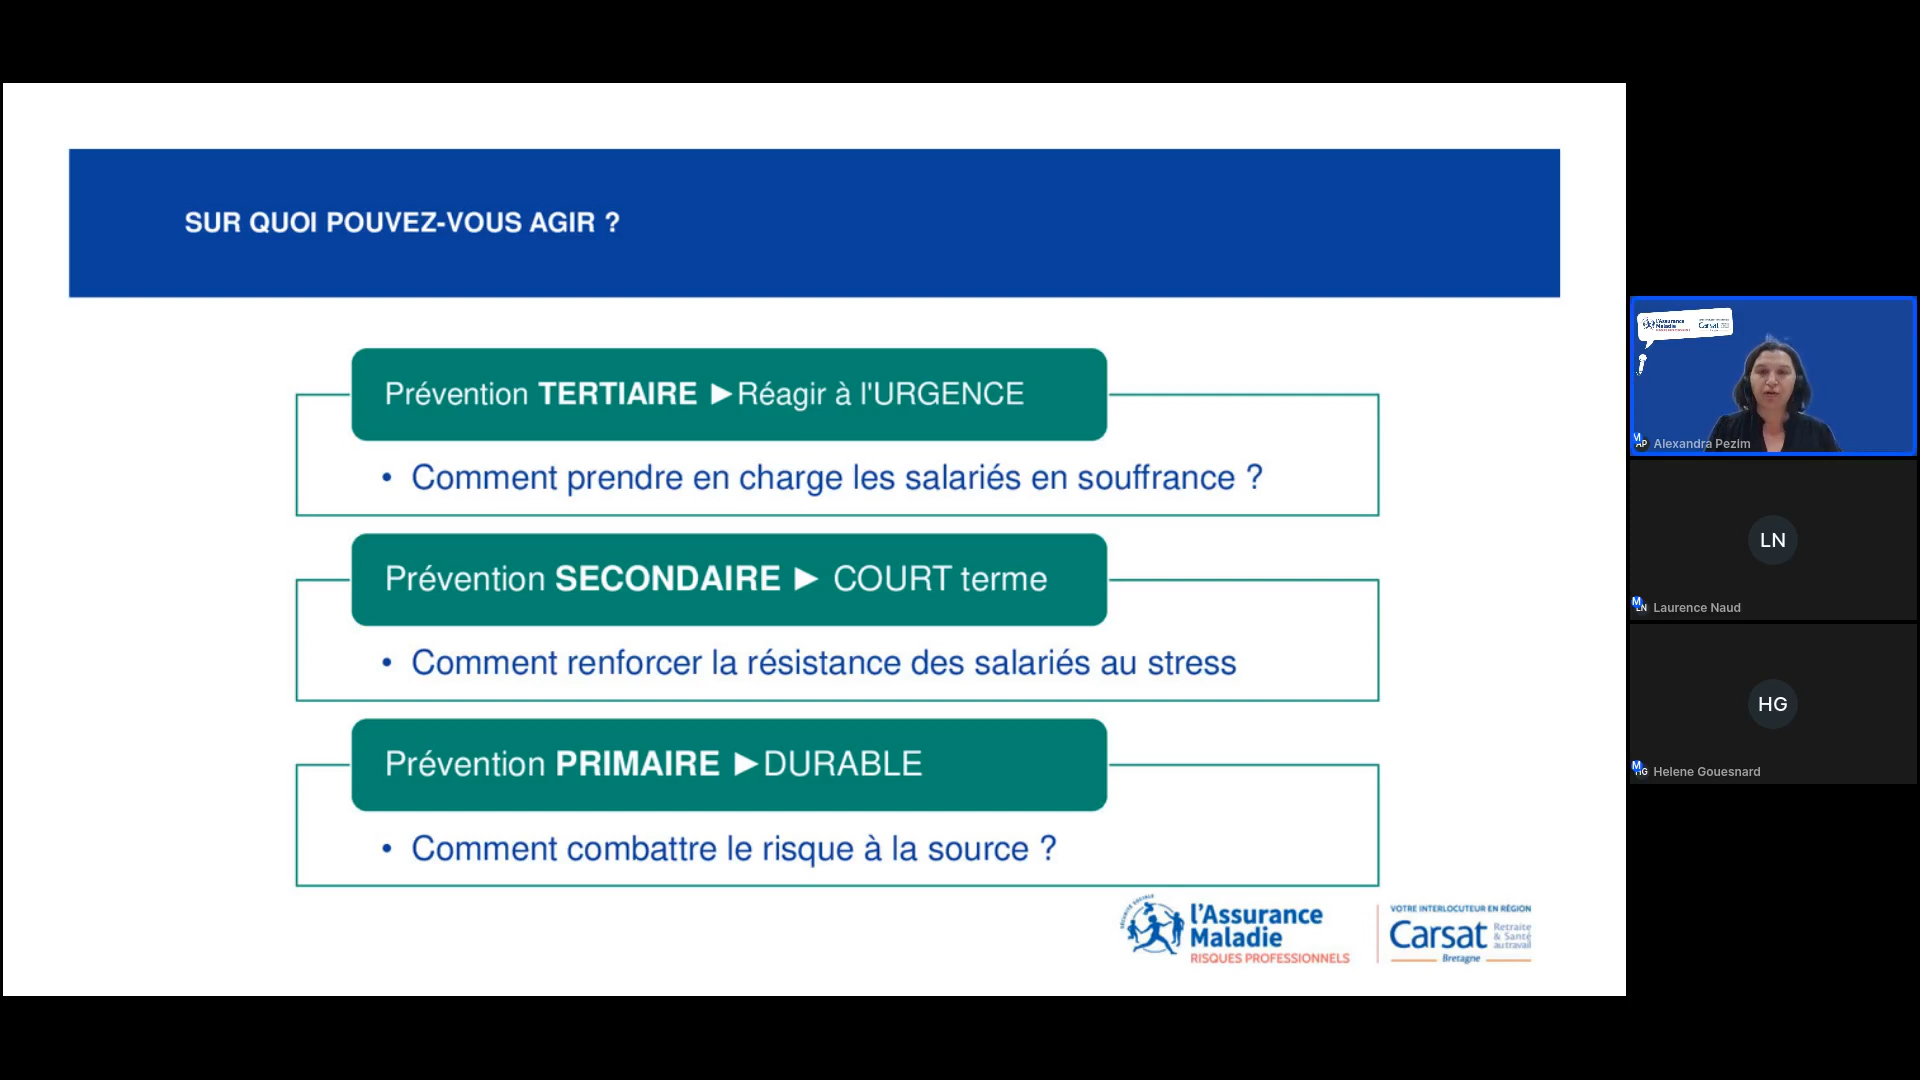 SUR QUOI POUVEZ-VOUS AGIR ?
Prévention TERTIAIRE ►Réagir à l'URGENCE
• Comment prendre en charge les salariés en souffrance ?
Prévention SECONDAIRE ► COURT terme
• Comment renforcer la résistance des salariés au stress
Prévention PRIMAIRE ►DURABLE
• Comment combattre le risque à la source ?
l'Assurance
Maladie
RISQUES PROFESSIONNELS
VOTRE INTERLOCUTEUR EN RÉGION
Carsat
Retraite
& Santé
au travail
Bretagne
l'Assurance
Maladie
Carsat
Alexandra Pezim
LN
Laurence Naud
HG
Helene Gouesnard